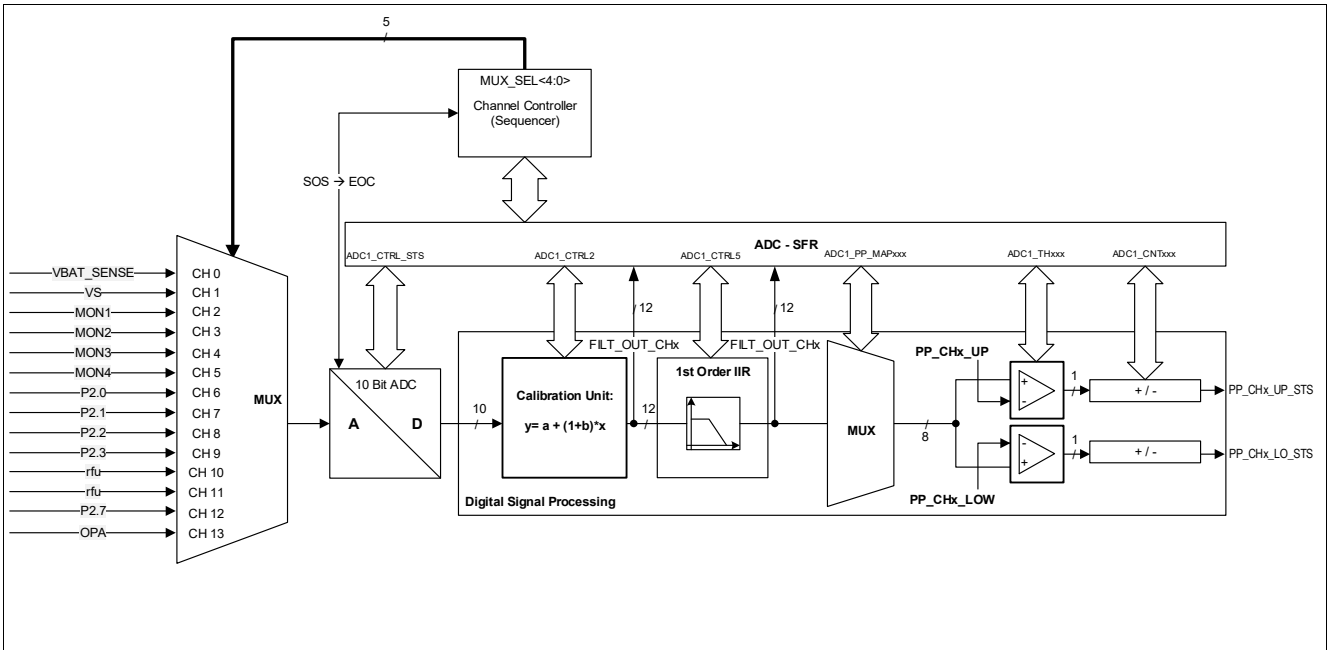 5
MUX_SEL<4:0>
Channel Controller
(Sequencer)
SOS → EOC
ADC - SFR
ADC1_CTRL_STS
ADC1_CTRL2
ADC1_CTRL5
ADC1_PP_MAPxxx
ADC1_THxxx
ADC1_CNTxxx
VBAT_SENSE
CH 0
VS
CH 1
MON1
CH 2
MON2
CH 3
MON3
CH 4
MON4
CH 5
P2.0
CH 6
P2.1
CH 7
P2.2
CH 8
P2.3
CH 9
rfu
CH 10
rfu
CH 11
P2.7
CH 12
OPA
CH 13
MUX
10 Bit ADC
A
D
10
Calibration Unit:
y= a + (1+b)*x
12
FILT_OUT_CHx
12
1st Order IIR
12
FILT_OUT_CHx
MUX
8
PP_CHx_UP
+
-
1
+ / -
PP_CHx_UP_STS
-
+
1
+ / -
PP_CHx_LO_STS
PP_CHx_LOW
Digital Signal Processing